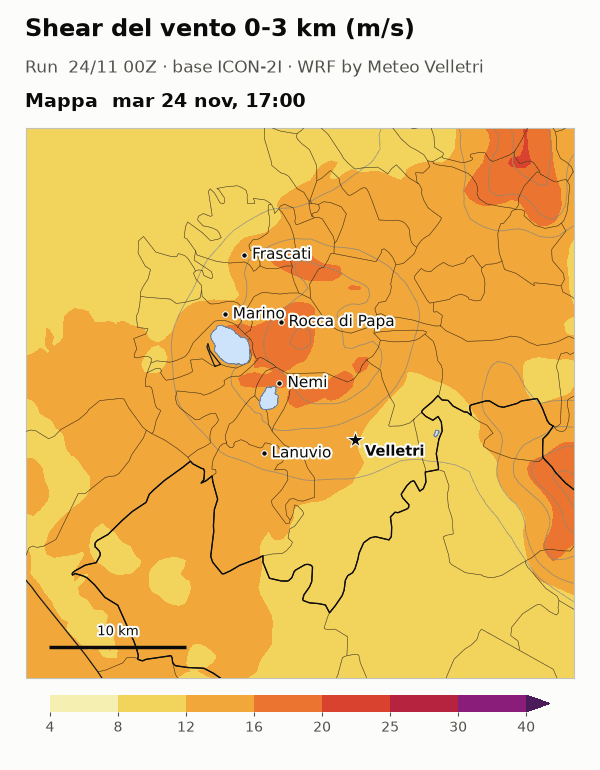 Shear del vento 0-3 km (m/s)
Run  24/11 00Z · base ICON-2I · WRF by Meteo Velletri
Mappa  mar 24 nov, 17:00
Frascati
Marino
Rocca di Papa
Nemi
Velletri
Lanuvio
10 km
4 8 12 16 20 25 30 40